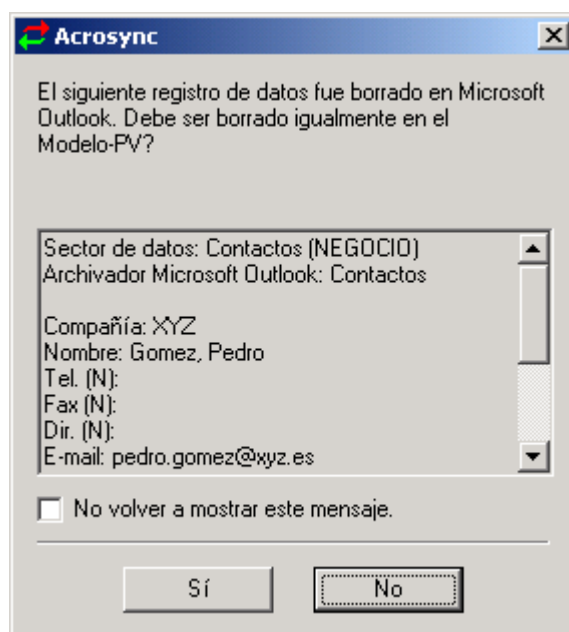 Acrosync
El siguiente registro de datos fue borrado en Microsoft
Outlook. Debe ser borrado igualmente en el
Modelo-PV?
Sector de datos: Contactos (NEGOCIO)
Archivador Microsoft Outlook: Contactos
Compañía: XYZ
Nombre: Gomez, Pedro
Tel. (N):
Fax (N):
Dir. (N):
E-mail: pedro.gomez@xyz.es
No volver a mostrar este mensaje.
Sí
No